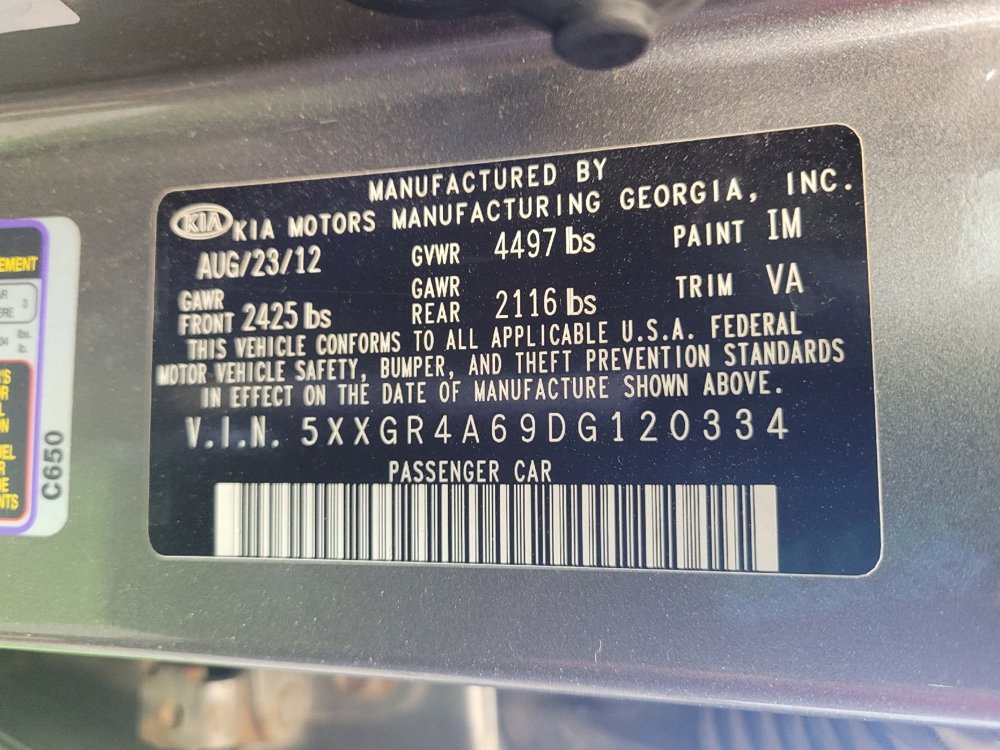 MANUFACTURED BY
KIA KIA MOTORS MANUFACTURING GEORGIA, INC.
AUG/23/12 GVWR 4497 lbs PAINT IM
GAWR FRONT 2425 lbs GAWR REAR 2116 lbs TRIM VA
THIS VEHICLE CONFORMS TO ALL APPLICABLE U.S.A. FEDERAL
MOTOR VEHICLE SAFETY, BUMPER, AND THEFT PREVENTION STANDARDS
IN EFFECT ON THE DATE OF MANUFACTURE SHOWN ABOVE.
V.I.N. 5XXGR4A69DG120334
PASSENGER CAR
C650